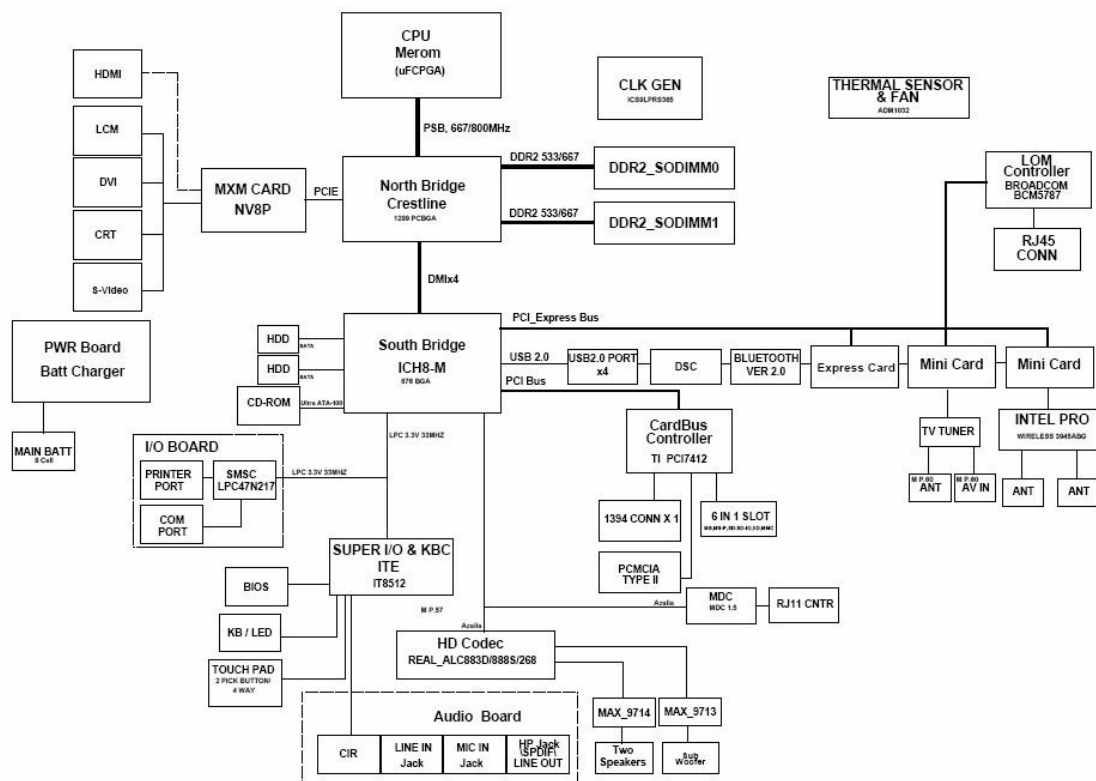 CPU
Merom
(uFCPGA)
HDMI
CLK GEN
ICS9LPRS365
THERMAL SENSOR
& FAN
ADM1032
LCM
PSB, 667/800MHz
DVI
MXM CARD
NV8P
PCIE
North Bridge
Crestline
1299 PCBGA
DDR2 533/667
DDR2_SODIMM0
DDR2 533/667
DDR2_SODIMM1
LOM
Controller
BROADCOM
BCM5787
RJ45
CONN
CRT
S-Video
DMIx4
PWR Board
Batt Charger
MAIN BATT
8 Cell
HDD
SATA
HDD
SATA
CD-ROM
Ultra ATA-100
South Bridge
ICH8-M
676 BGA
PCI_Express Bus
USB 2.0
USB2.0 PORT
x4
DSC
BLUETOOTH
VER 2.0
Express Card
Mini Card
Mini Card
PCI Bus
CardBus
Controller
TI PCI7412
TV TUNER
INTEL PRO
WIRELESS 3945ABG
M P.60
ANT
M P.60
AV IN
ANT
ANT
LPC 3.3V 33MHZ
I/O BOARD
PRINTER
PORT
SMSC
LPC47N217
LPC 3.3V 33MHZ
COM
PORT
1394 CONN X 1
6 IN 1 SLOT
PCMCIA
TYPE II
SUPER I/O & KBC
ITE
IT8512
BIOS
M P.57
Azalia
MDC
MDC 1.5
RJ11 CNTR
KB / LED
Azalia
HD Codec
REAL_ALC883D/888S/268
TOUCH PAD
2 PICK BUTTON/
4 WAY
Audio Board
CIR
LINE IN
Jack
MIC IN
Jack
HP Jack
\SPDIF\
LINE OUT
MAX_9714
MAX_9713
Two
Speakers
Sub
Woofer